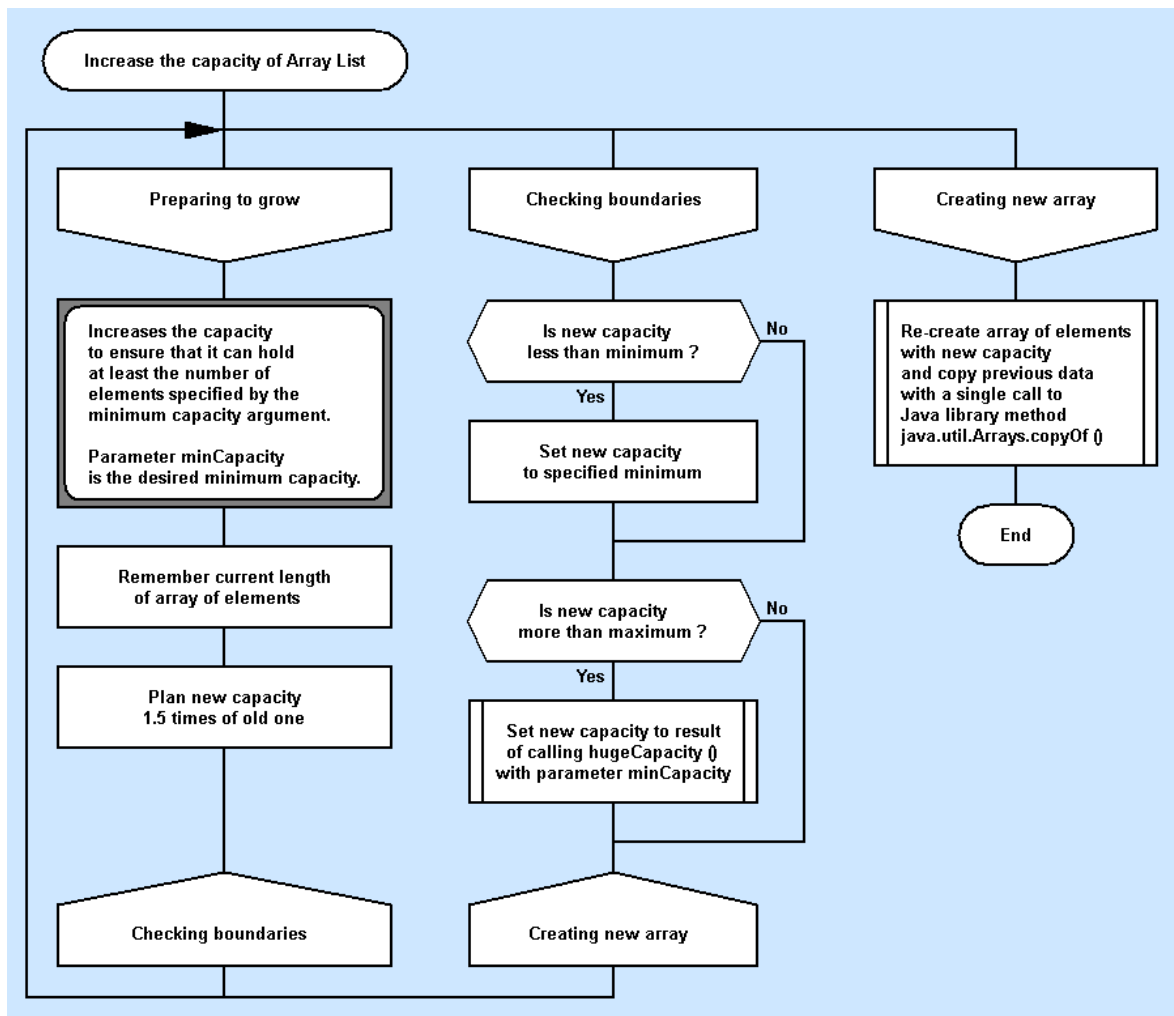 Increase the capacity of Array List
Preparing to grow
Increases the capacity
to ensure that it can hold
at least the number of
elements specified by the
minimum capacity argument.
Parameter minCapacity
is the desired minimum capacity.
Remember current length
of array of elements
Plan new capacity
1.5 times of old one
Checking boundaries
Checking boundaries
Is new capacity
less than minimum ?
No
Yes
Set new capacity
to specified minimum
Is new capacity
more than maximum ?
No
Yes
Set new capacity to result
of calling hugeCapacity ()
with parameter minCapacity
Creating new array
Creating new array
Re-create array of elements
with new capacity
and copy previous data
with a single call to
Java library method
java.util.Arrays.copyOf ()
End